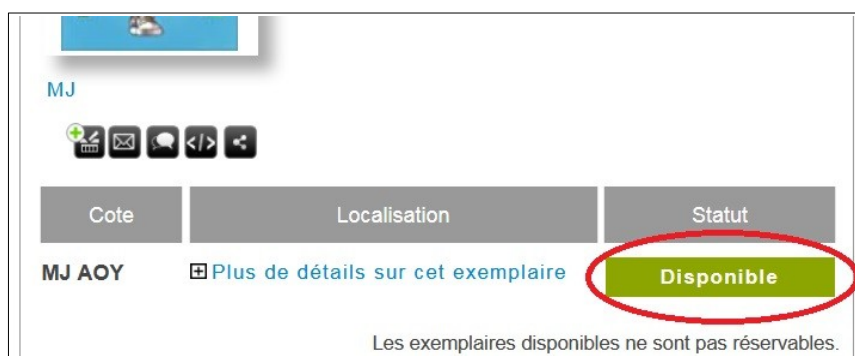 MJ
Cote Localisation Statut
MJ AOY Plus de détails sur cet exemplaire Disponible
Les exemplaires disponibles ne sont pas réservables.